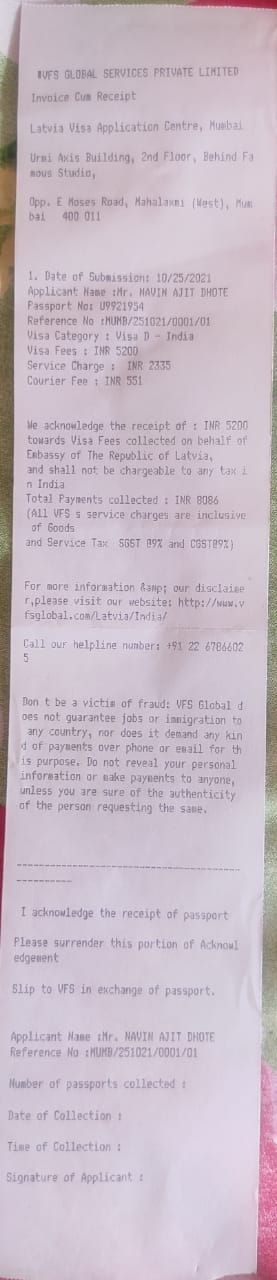 #VFS GLOBAL SERVICES PRIVATE LIMITED
Invoice Cum Receipt
Latvia Visa Application Centre, Mumbai
Urmi Axis Building, 2nd Floor, Behind Fa
mous Studio,
Opp. E Moses Road, Mahalaxmi (West), Mum
bai 400 011
1. Date of Submission: 10/25/2021
Applicant Name :Mr. NAVIN AJIT DHOTE
Passport No: U9921954
Reference No :MUMB/251021/0001/01
Visa Category : Visa D - India
Visa Fees : INR 5200
Service Charge : INR 2335
Courier Fee : INR 551
We acknowledge the receipt of : INR 5200
towards Visa Fees collected on behalf of
Embassy of The Republic of Latvia,
and shall not be chargeable to any tax i
n India
Total Payments collected : INR 8086
(All VFS s service charges are inclusive
of Goods
and Service Tax SGST @9% and CGST@9%)
For more information &amp; our disclaime
r,please visit our website: http://www.v
fsglobal.com/Latvia/India/
Call our helpline number: +91 22 6786602
5
Don t be a victim of fraud: VFS Global d
oes not guarantee jobs or immigration to
any country, nor does it demand any kin
d of payments over phone or email for th
is purpose. Do not reveal your personal
information or make payments to anyone,
unless you are sure of the authenticity
of the person requesting the same.
----------------------------------------
----------
I acknowledge the receipt of passport
Please surrender this portion of Acknowl
edgement
Slip to VFS in exchange of passport.
Applicant Name :Mr. NAVIN AJIT DHOTE
Reference No :MUMB/251021/0001/01
Number of passports collected :
Date of Collection :
Time of Collection :
Signature of Applicant :